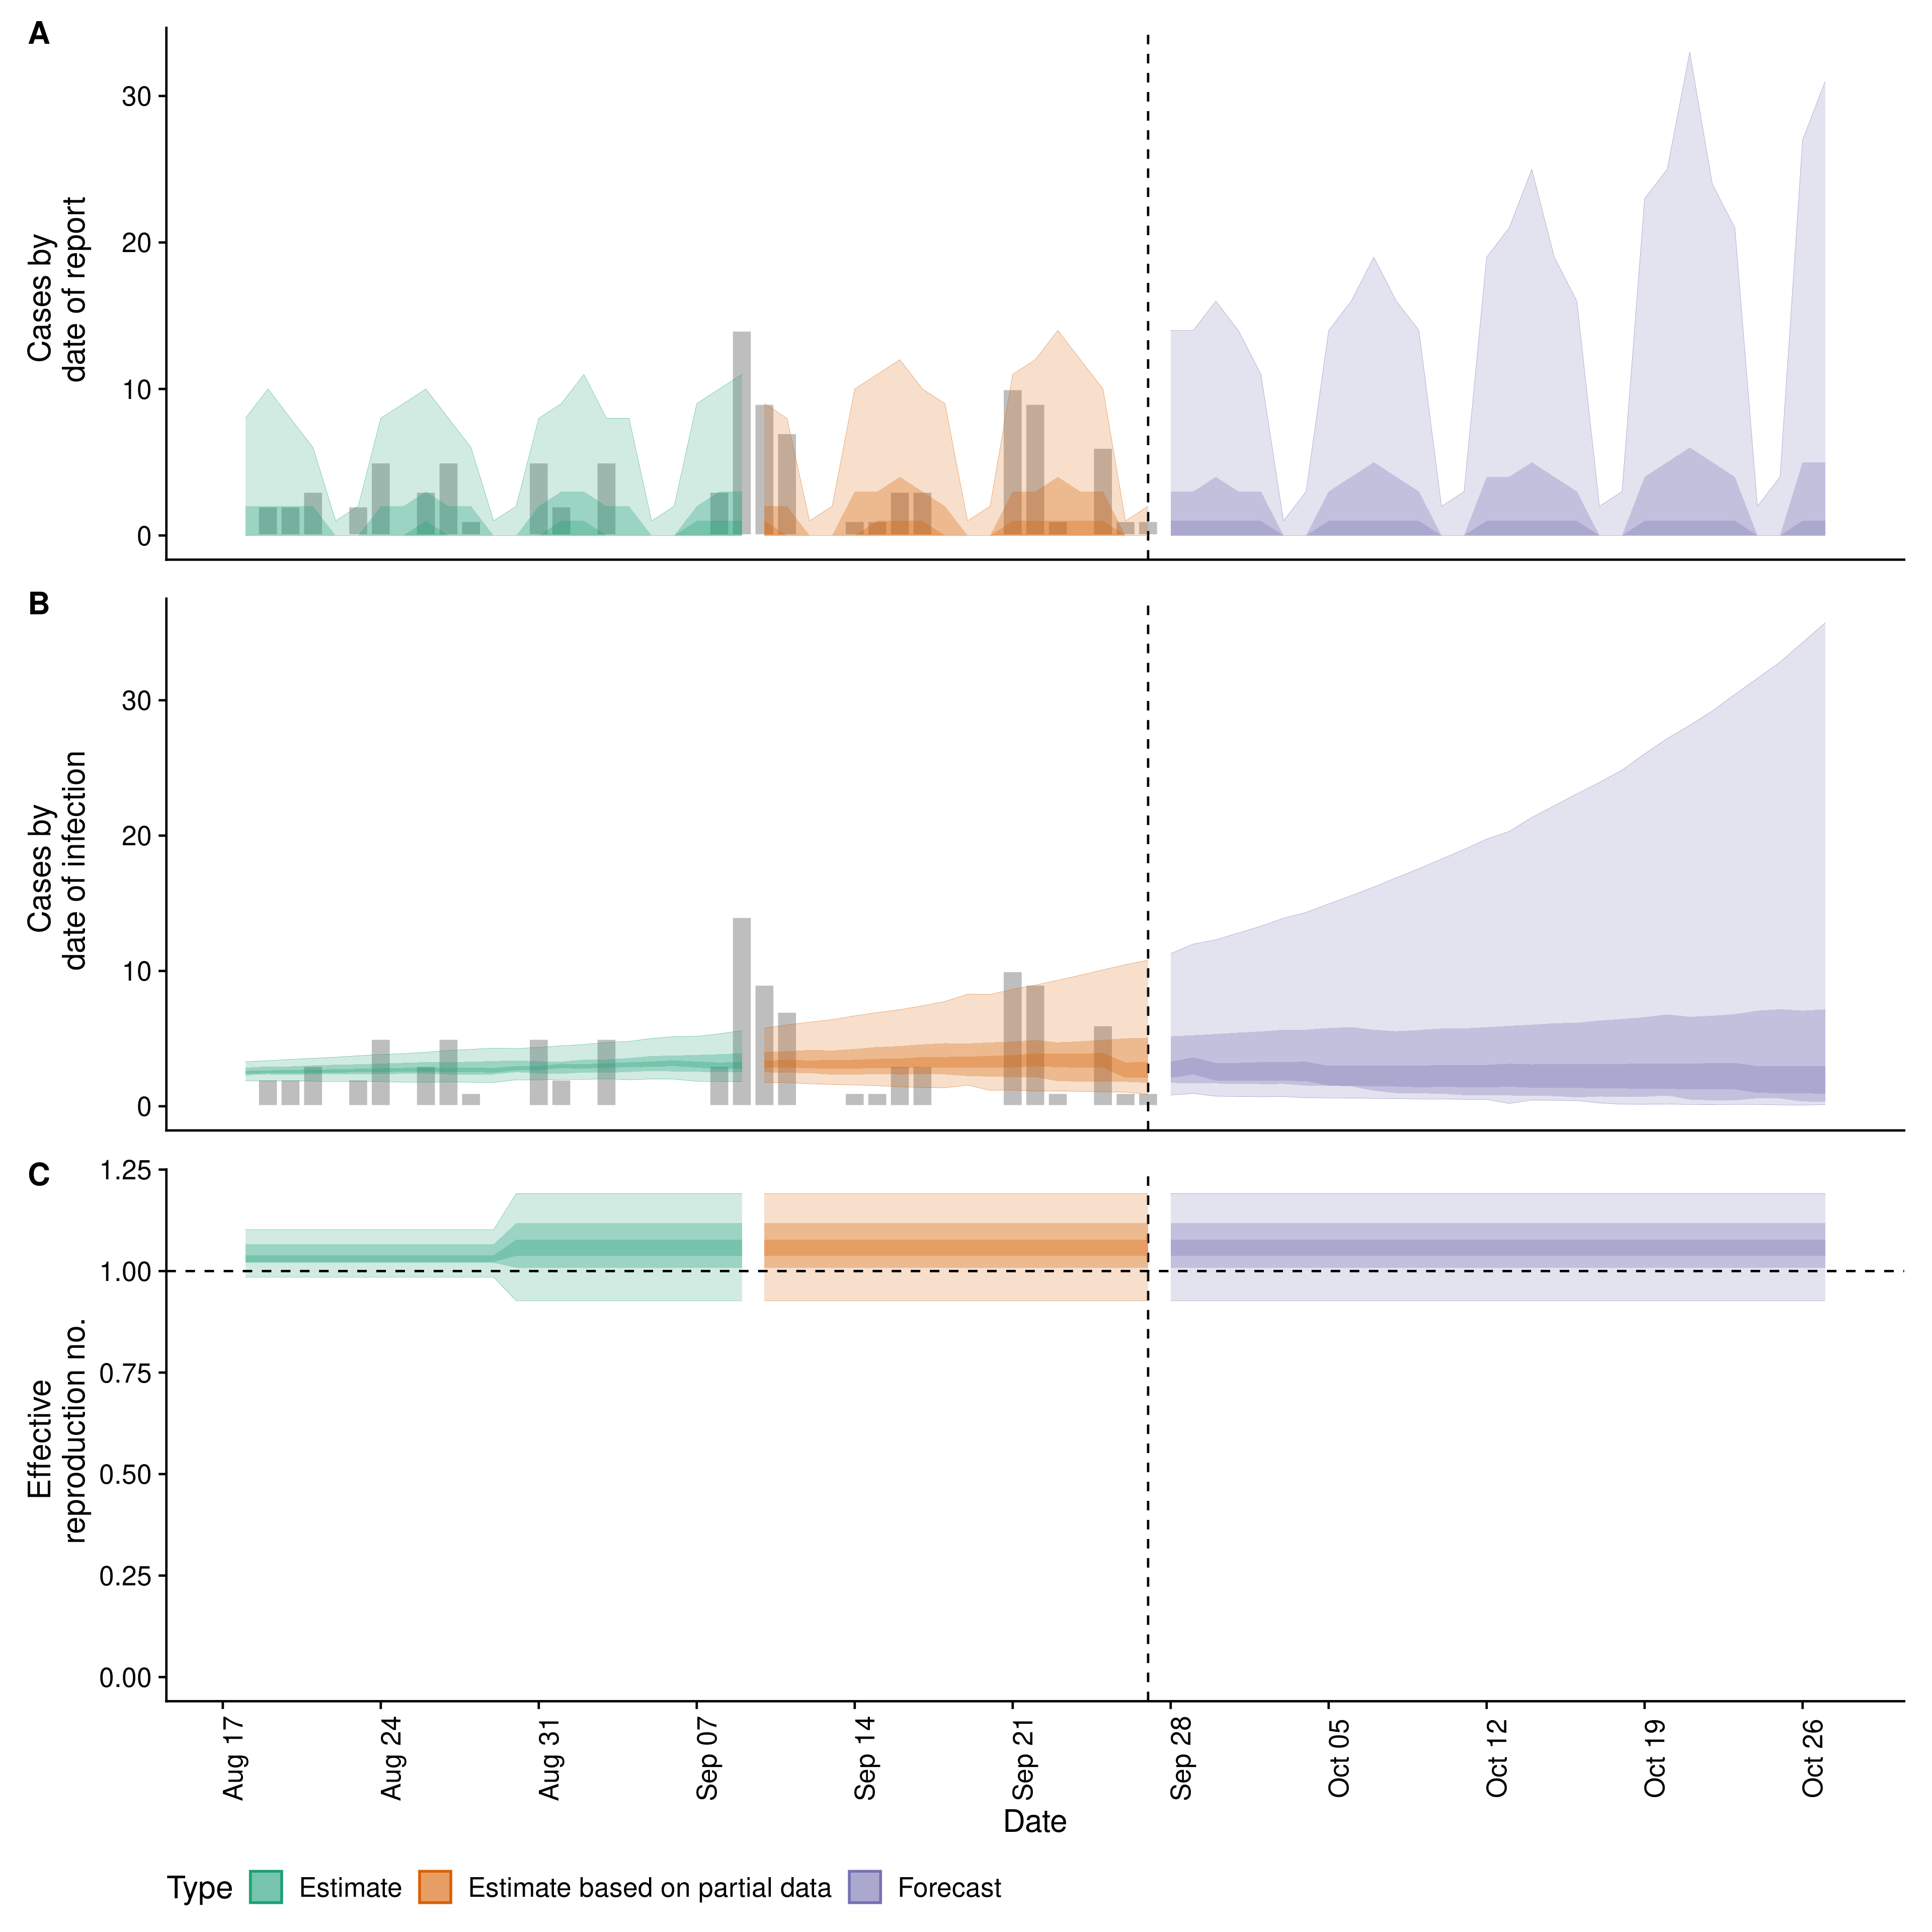 A
Cases by
date of report
30
20
10
0
B
Cases by
date of infection
30
20
10
0
C
Effective
reproduction no.
1.25
1.00
0.75
0.50
0.25
0.00
Aug 17
Aug 24
Aug 31
Sep 07
Sep 14
Sep 21
Sep 28
Oct 05
Oct 12
Oct 19
Oct 26
Date
Type Estimate Estimate based on partial data Forecast